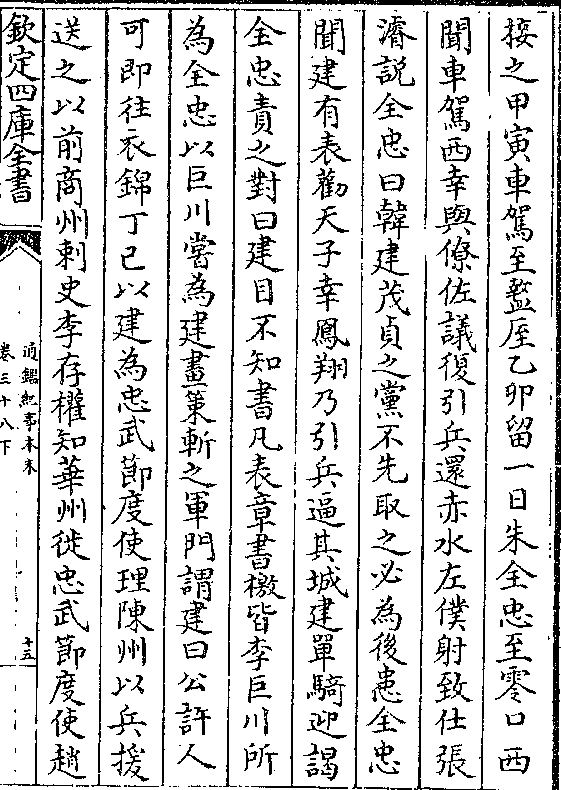 接之甲寅車駕至盩厔乙卯留一日朱全忠至零口西
聞車駕西幸與僚佐議復引兵還赤水左僕射致仕張
濬説全忠曰韓建茂貞之黨不先取之必為後患全忠
聞建有表勸天子幸鳳翔乃引兵逼其城建單騎迎謁
全忠責之對曰建目不知書凡表章書檄皆李巨川所
為全忠以巨川嘗為建畫策斬之軍門謂建曰公許人
可即往衣錦丁巳以建為忠武節度使理陳州以兵援
送之以前商州刺史李存權知華州徙忠武節度使趙
欽定四庫全書
通鑑紀事本末
卷三十八下
十五